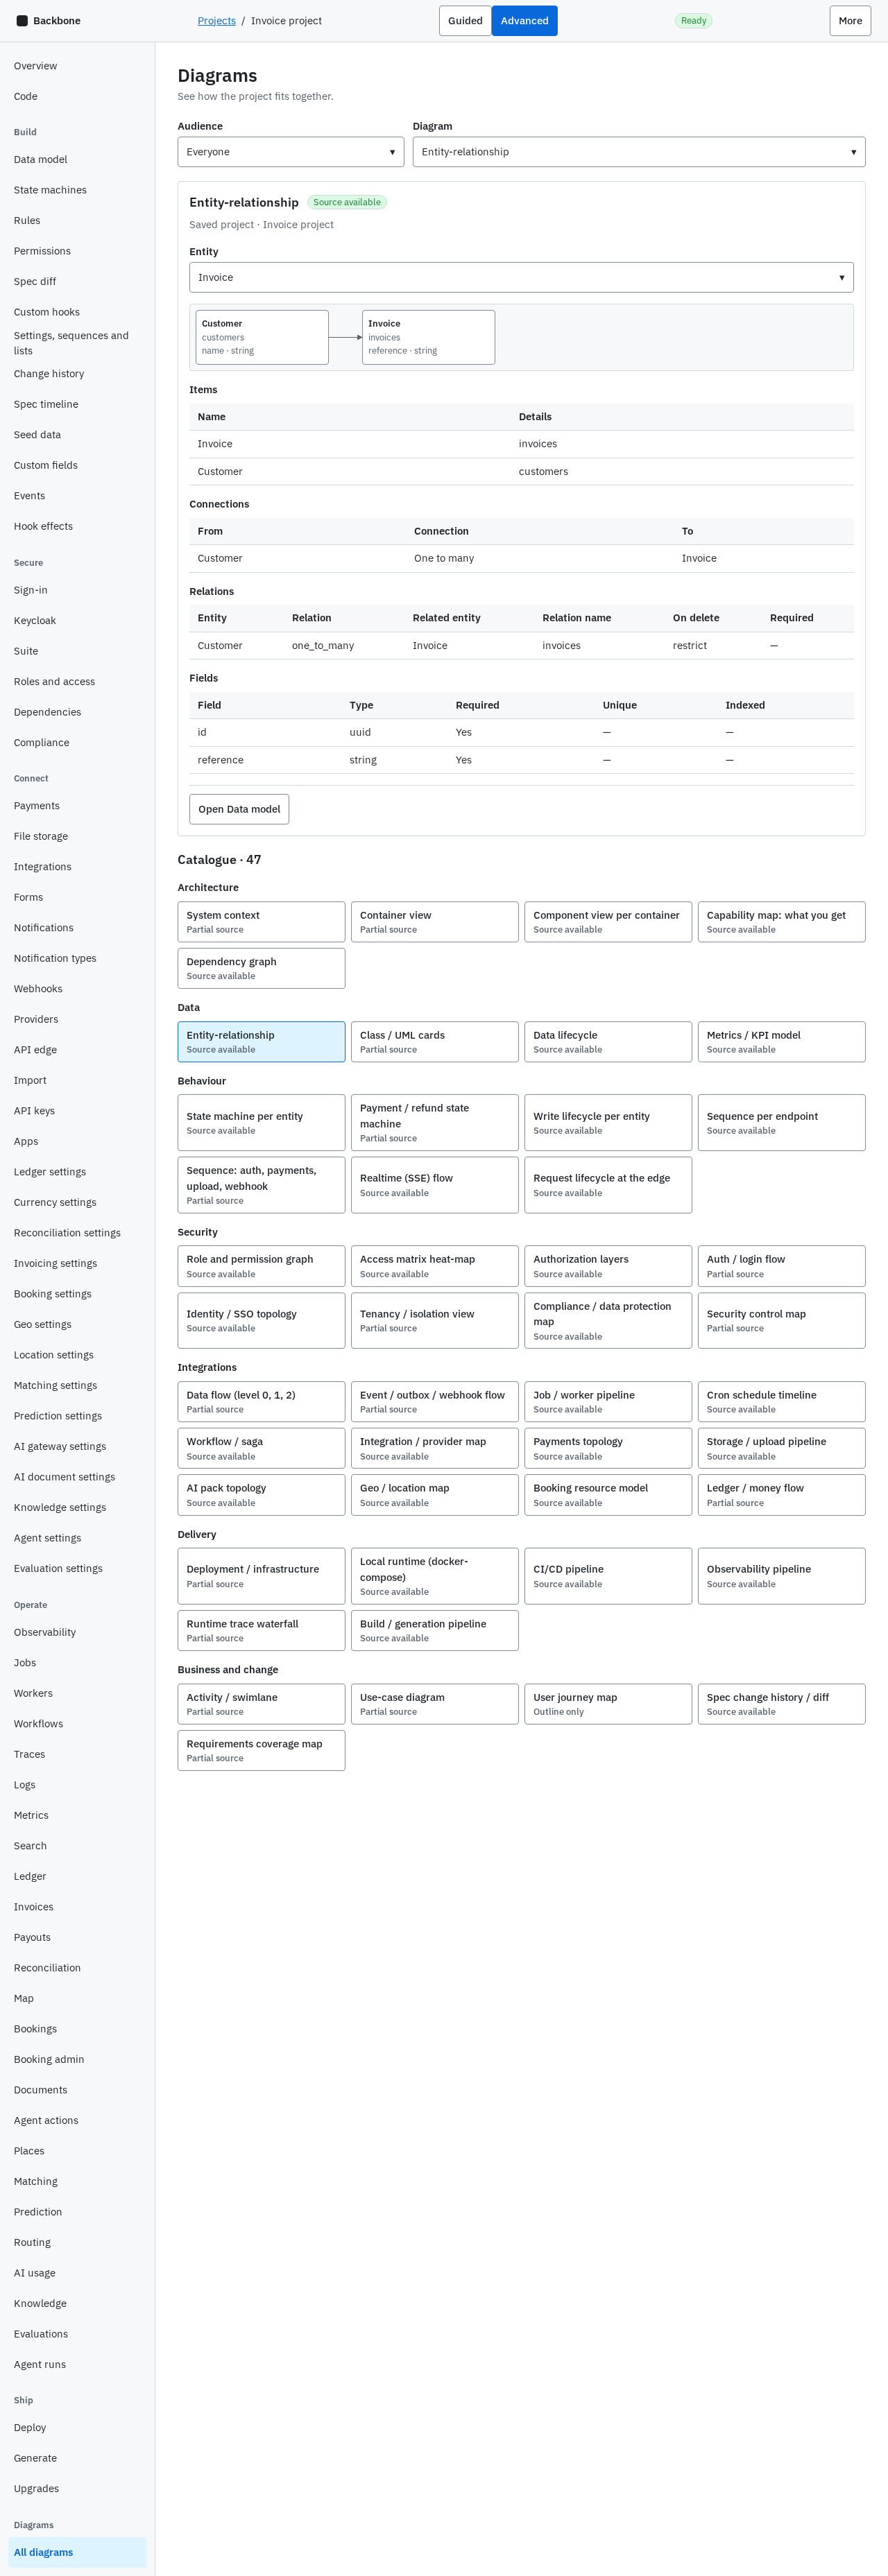 Backbone
Projects / Invoice project
Guided
Advanced
Ready
More
Overview
Code
Build
Data model
State machines
Rules
Permissions
Spec diff
Custom hooks
Settings, sequences and
lists
Change history
Spec timeline
Seed data
Custom fields
Events
Hook effects
Secure
Sign-in
Keycloak
Suite
Roles and access
Dependencies
Compliance
Connect
Payments
File storage
Integrations
Forms
Notifications
Notification types
Webhooks
Providers
API edge
Import
API keys
Apps
Ledger settings
Currency settings
Reconciliation settings
Invoicing settings
Booking settings
Geo settings
Location settings
Matching settings
Prediction settings
AI gateway settings
AI document settings
Knowledge settings
Agent settings
Evaluation settings
Operate
Observability
Jobs
Workers
Workflows
Traces
Logs
Metrics
Search
Ledger
Invoices
Payouts
Reconciliation
Map
Bookings
Booking admin
Documents
Agent actions
Places
Matching
Prediction
Routing
AI usage
Knowledge
Evaluations
Agent runs
Ship
Deploy
Generate
Upgrades
Diagrams
All diagrams
Diagrams
See how the project fits together.
Audience
Everyone
Diagram
Entity-relationship
Entity-relationship Source available
Saved project · Invoice project
Entity
Invoice
Customer
customers
name · string
Invoice
invoices
reference · string
Items
Name Details
Invoice invoices
Customer customers
Connections
From Connection To
Customer One to many Invoice
Relations
Entity Relation Related entity Relation name On delete Required
Customer one_to_many Invoice invoices restrict —
Fields
Field Type Required Unique Indexed
id uuid Yes — —
reference string Yes — —
Open Data model
Catalogue · 47
Architecture
System context
Partial source
Container view
Partial source
Component view per container
Source available
Capability map: what you get
Source available
Dependency graph
Source available
Data
Entity-relationship
Source available
Class / UML cards
Partial source
Data lifecycle
Source available
Metrics / KPI model
Source available
Behaviour
State machine per entity
Source available
Payment / refund state
machine
Partial source
Write lifecycle per entity
Source available
Sequence per endpoint
Source available
Sequence: auth, payments,
upload, webhook
Partial source
Realtime (SSE) flow
Source available
Request lifecycle at the edge
Source available
Security
Role and permission graph
Source available
Access matrix heat-map
Source available
Authorization layers
Source available
Auth / login flow
Partial source
Identity / SSO topology
Source available
Tenancy / isolation view
Partial source
Compliance / data protection
map
Source available
Security control map
Partial source
Integrations
Data flow (level 0, 1, 2)
Partial source
Event / outbox / webhook flow
Partial source
Job / worker pipeline
Source available
Cron schedule timeline
Source available
Workflow / saga
Source available
Integration / provider map
Source available
Payments topology
Source available
Storage / upload pipeline
Source available
AI pack topology
Source available
Geo / location map
Source available
Booking resource model
Source available
Ledger / money flow
Partial source
Delivery
Deployment / infrastructure
Partial source
Local runtime (docker-
compose)
Source available
CI/CD pipeline
Source available
Observability pipeline
Source available
Runtime trace waterfall
Partial source
Build / generation pipeline
Source available
Business and change
Activity / swimlane
Partial source
Use-case diagram
Partial source
User journey map
Outline only
Spec change history / diff
Source available
Requirements coverage map
Partial source